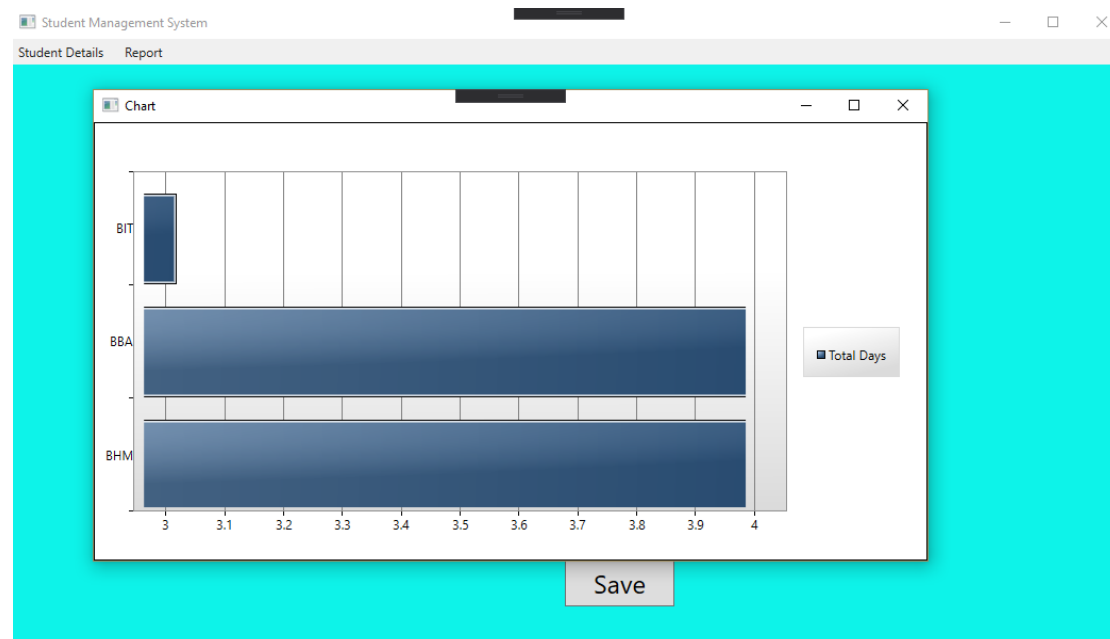 Student Management System
Student Details Report
Chart
BIT
BBA
BHM
Total Days
3 3.1 3.2 3.3 3.4 3.5 3.6 3.7 3.8 3.9 4
Save